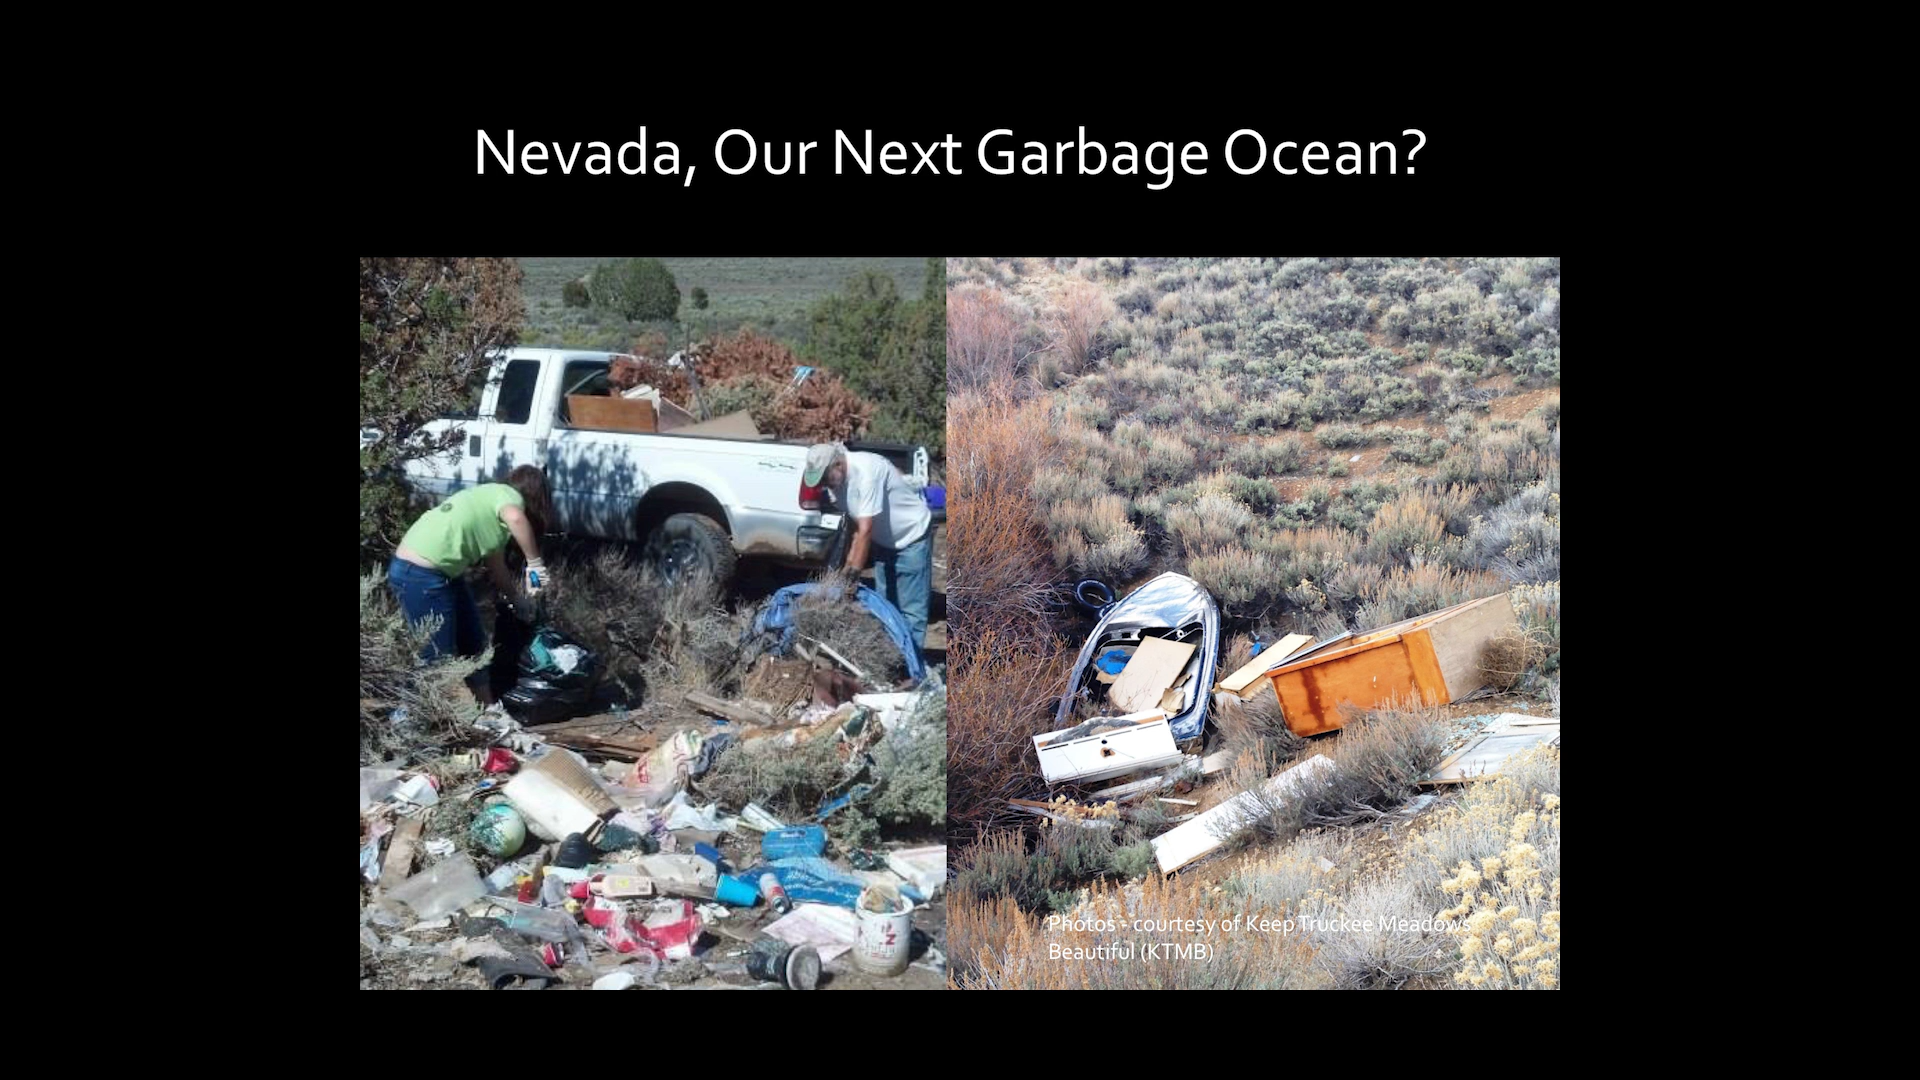 Nevada, Our Next Garbage Ocean?
Photos - courtesy of Keep Truckee Meadows
Beautiful (KTMB)